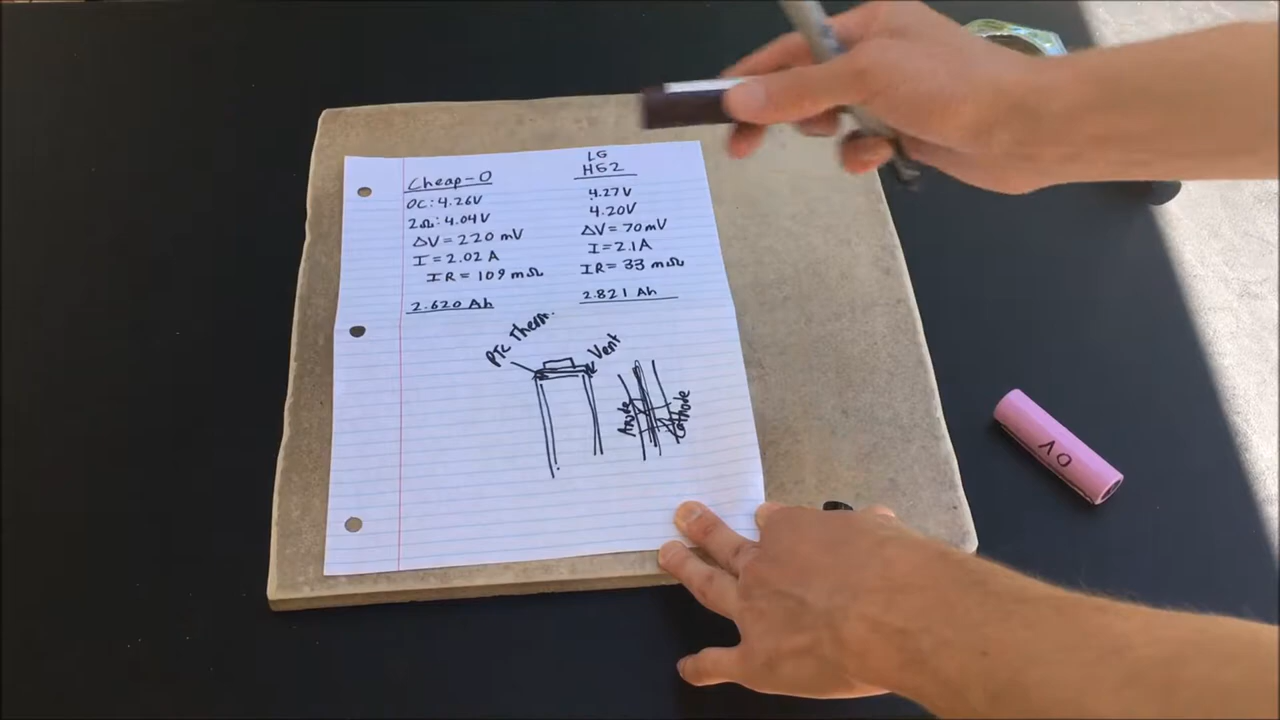 Cheap-O
OC: 4.26V
2Ω: 4.04V
ΔV = 220 mV
I = 2.02 A
IR = 109 mΩ
2.620 Ah
LG
HG2
4.27V
4.20V
ΔV = 70mV
I = 2.1A
IR = 33 mΩ
2.821 Ah
PTC Therm.
Vent
Anode
Cathode
OV